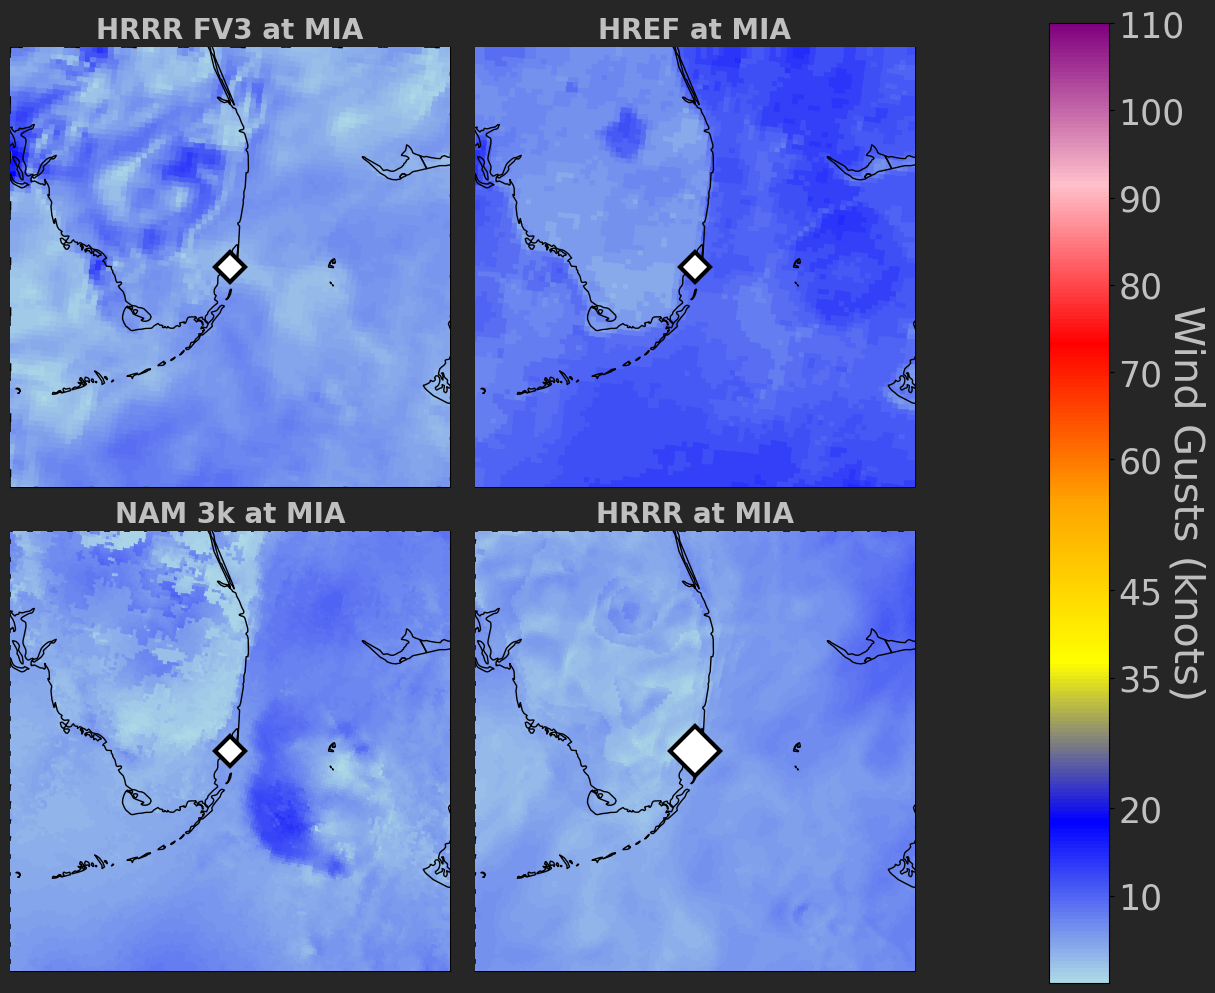 HRRR FV3 at MIA
HREF at MIA
NAM 3k at MIA
HRRR at MIA
110
100
90
80
70
60
45
35
20
10
Wind Gusts (knots)